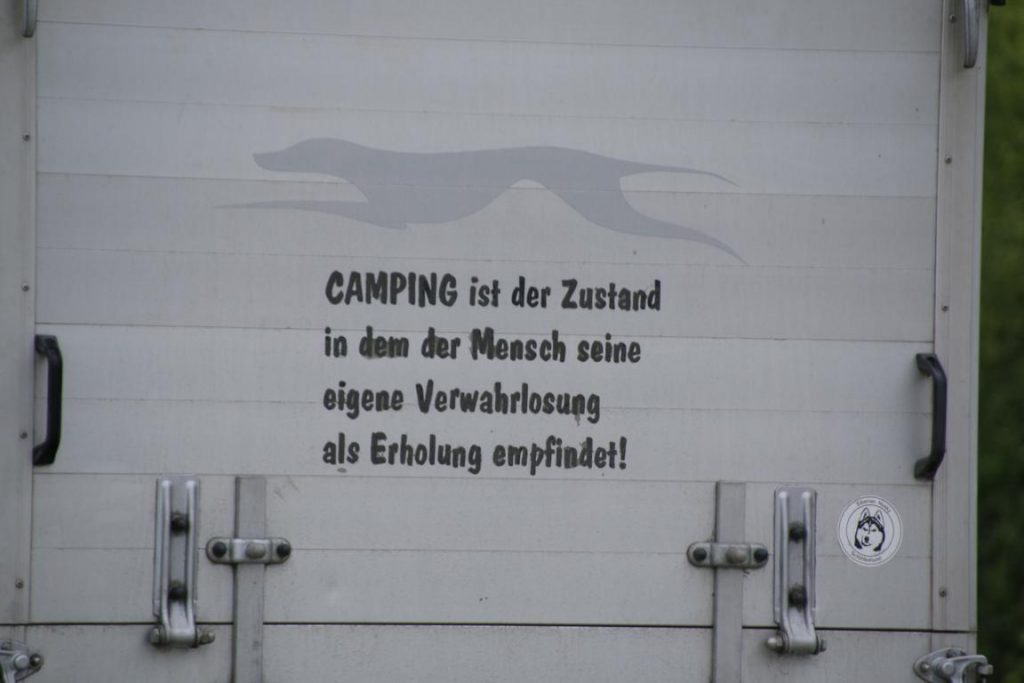 CAMPING ist der Zustand
in dem der Mensch seine
eigene Verwahrlosung
als Erholung empfindet!